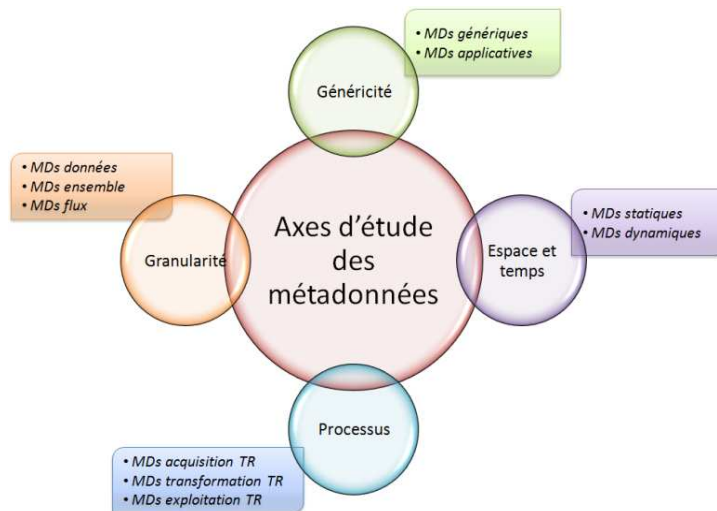 • MDs génériques
• MDs applicatives
Généricité
• MDs données
• MDs ensemble
• MDs flux
Granularité
Axes d'étude
des
métadonnées
• MDs statiques
• MDs dynamiques
Espace et
temps
Processus
• MDs acquisition TR
• MDs transformation TR
• MDs exploitation TR